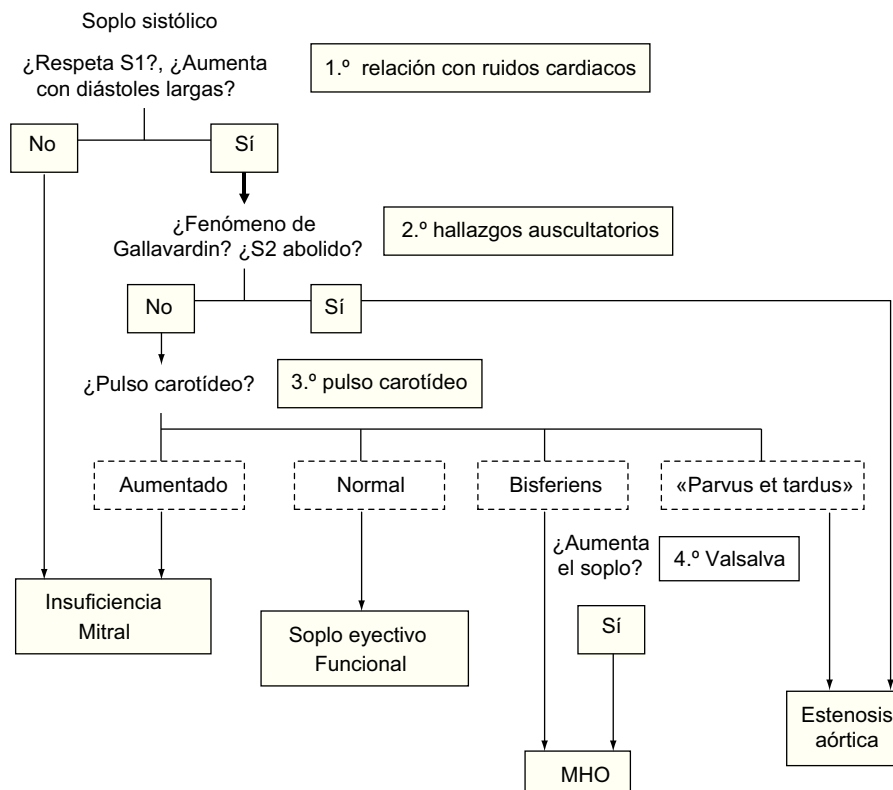 Soplo sistólico
¿Respeta S1?, ¿Aumenta
con diástoles largas?
1.º relación con ruidos cardiacos
No
Sí
¿Fenómeno de
Gallavardin? ¿S2 abolido?
2.º hallazgos auscultatorios
No
Sí
¿Pulso carotídeo?
3.º pulso carotídeo
Aumentado
Normal
Bisferiens
«Parvus et tardus»
¿Aumenta
el soplo?
4.º Valsalva
Insuficiencia
Mitral
Soplo eyectivo
Funcional
Sí
Estenosis
aórtica
MHO